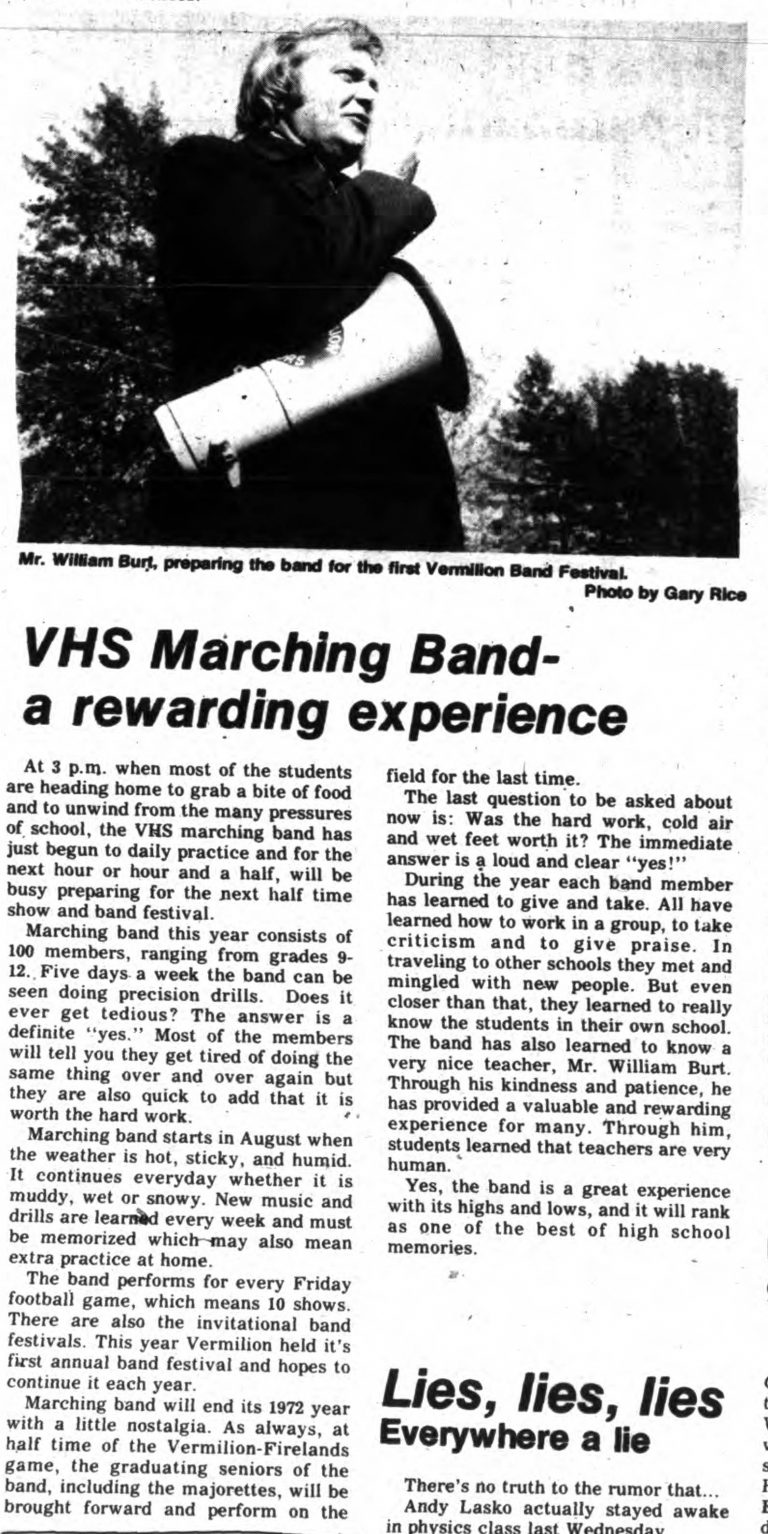 Mr. William Burt, preparing the band for the first Vermilion Band Festival.
Photo by Gary Rice
VHS Marching Band-
a rewarding experience
At 3 p.m. when most of the students
are heading home to grab a bite of food
and to unwind from the many pressures
of school, the VHS marching band has
just begun to daily practice and for the
next hour or hour and a half, will be
busy preparing for the next half time
show and band festival.
Marching band this year consists of
100 members, ranging from grades 9-
12. Five days a week the band can be
seen doing precision drills. Does it
ever get tedious? The answer is a
definite "yes." Most of the members
will tell you they get tired of doing the
same thing over and over again but
they are also quick to add that it is
worth the hard work.
Marching band starts in August when
the weather is hot, sticky, and humid.
It continues everyday whether it is
muddy, wet or snowy. New music and
drills are learned every week and must
be memorized which may also mean
extra practice at home.
The band performs for every Friday
football game, which means 10 shows.
There are also the invitational band
festivals. This year Vermilion held it's
first annual band festival and hopes to
continue it each year.
Marching band will end its 1972 year
with a little nostalgia. As always, at
half time of the Vermilion-Firelands
game, the graduating seniors of the
band, including the majorettes, will be
brought forward and perform on the
field for the last time.
The last question to be asked about
now is: Was the hard work, cold air
and wet feet worth it? The immediate
answer is a loud and clear "yes!"
During the year each band member
has learned to give and take. All have
learned how to work in a group, to take
criticism and to give praise. In
traveling to other schools they met and
mingled with new people. But even
closer than that, they learned to really
know the students in their own school.
The band has also learned to know a
very nice teacher, Mr. William Burt.
Through his kindness and patience, he
has provided a valuable and rewarding
experience for many. Through him,
students learned that teachers are very
human.
Yes, the band is a great experience
with its highs and lows, and it will rank
as one of the best of high school
memories.
Lies, lies, lies
Everywhere a lie
There's no truth to the rumor that...
Andy Lasko actually stayed awake
in physics class last Wednesday